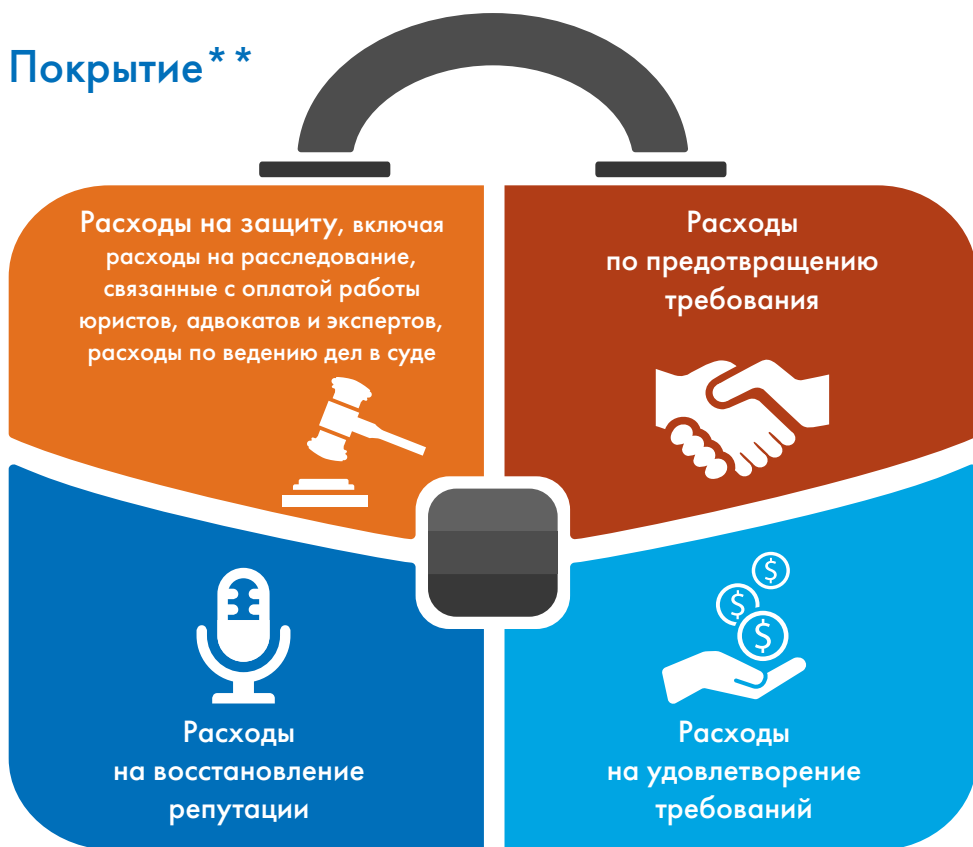 Покрытие**
Расходы на защиту, включая
расходы на расследование,
связанные с оплатой работы
юристов, адвокатов и экспертов,
расходы по ведению дел в суде
Расходы
по предотвращению
требования
Расходы
на восстановление
репутации
$
$
$
Расходы
на удовлетворение
требований